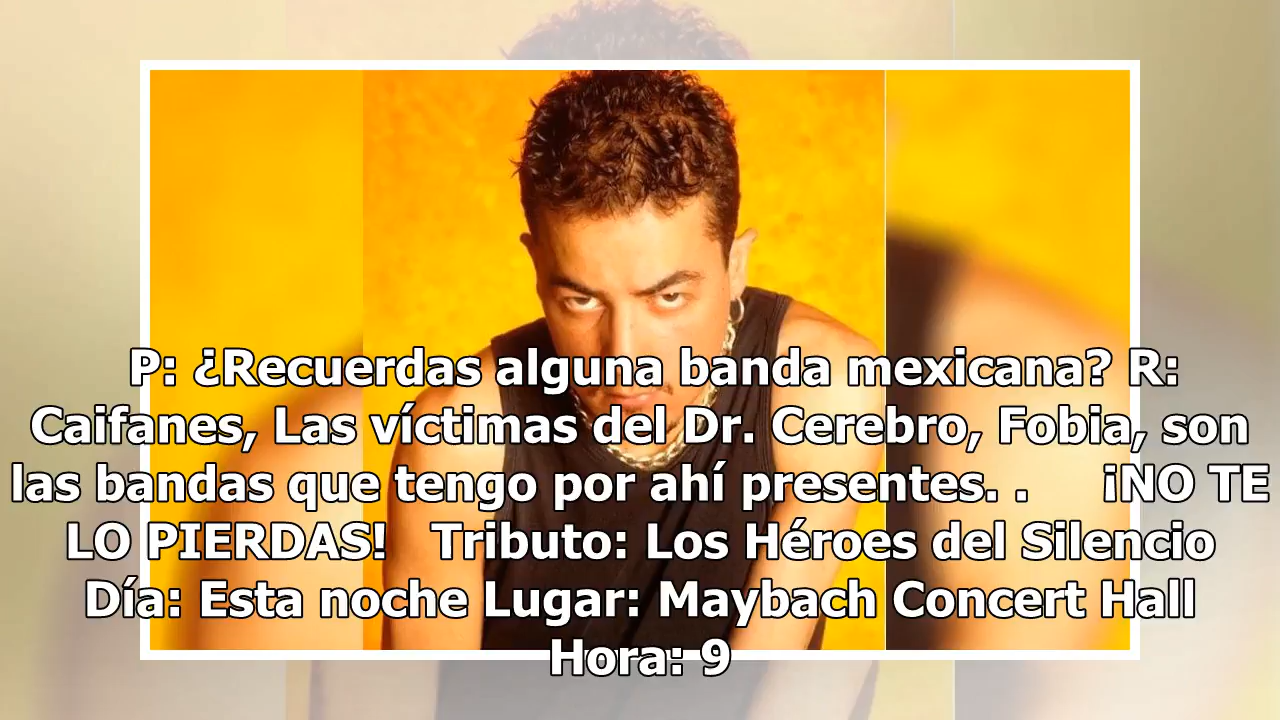 P: ¿Recuerdas alguna banda mexicana? R:
Caifanes, Las víctimas del Dr. Cerebro, Fobia, son
las bandas que tengo por ahí presentes. . ¡NO TE
LO PIERDAS! Tributo: Los Héroes del Silencio
Día: Esta noche Lugar: Maybach Concert Hall
Hora: 9